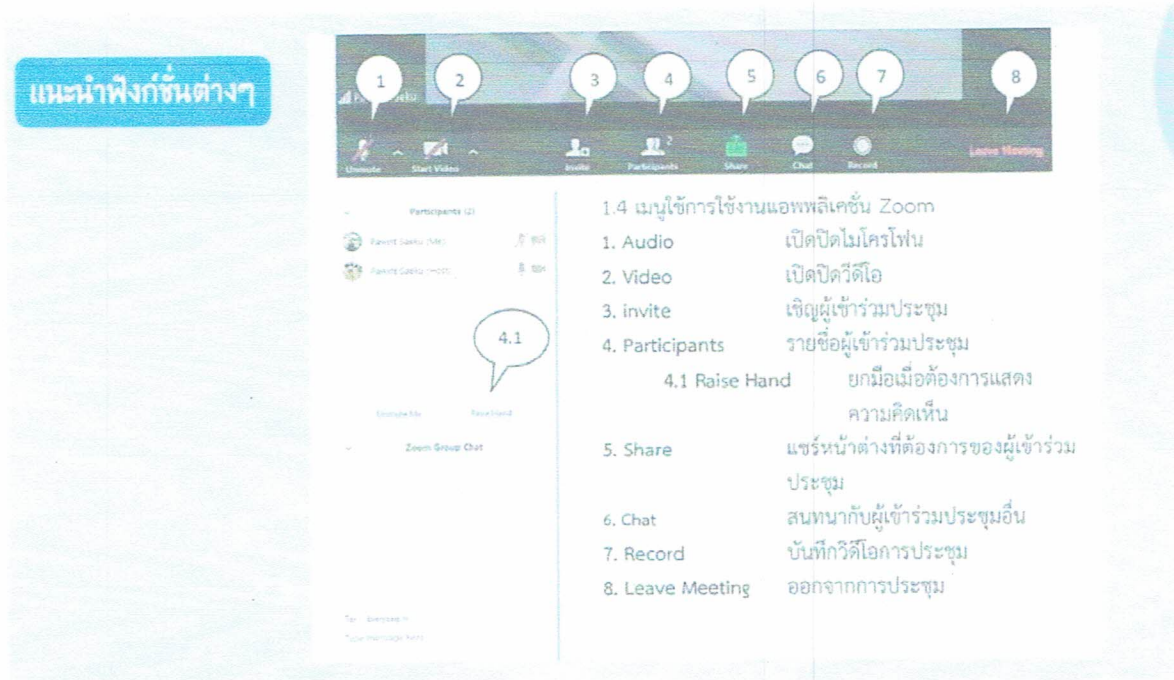 แนะนำฟังก์ชั่นต่างๆ
1 2 3 4 5 6 7 8
Unmute Start Video Invite Participants 2 Share Chat Record Leave Meeting
Participants (2)
(Me)
(Host)
4.1
Unmute Me Raise Hand
Zoom Group Chat
Type message here
1.4 เมนูใช้การใช้งานแอพพลิเคชั่น Zoom
1. Audio เปิดปิดไมโครโฟน
2. Video เปิดปิดวีดีโอ
3. invite เชิญผู้เข้าร่วมประชุม
4. Participants รายชื่อผู้เข้าร่วมประชุม
4.1 Raise Hand ยกมือเมื่อต้องการแสดง
ความคิดเห็น
5. Share แชร์หน้าต่างที่ต้องการของผู้เข้าร่วม
ประชุม
6. Chat สนทนากับผู้เข้าร่วมประชุมอื่น
7. Record บันทึกวิดีโอการประชุม
8. Leave Meeting ออกจากการประชุม